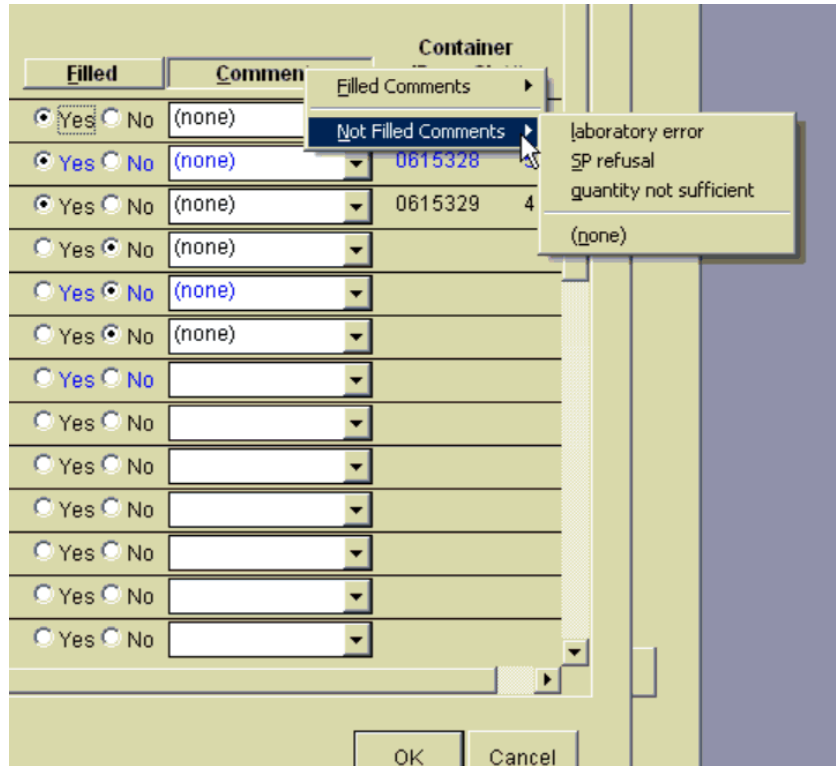 Container
Filled Comment
Filled Comments
Yes No (none)
Not Filled Comments
laboratory error
SP refusal
quantity not sufficient
(none)
Yes No (none) 0615328
Yes No (none) 0615329 4
Yes No (none)
Yes No (none)
Yes No (none)
Yes No
Yes No
Yes No
Yes No
Yes No
Yes No
Yes No
OK Cancel